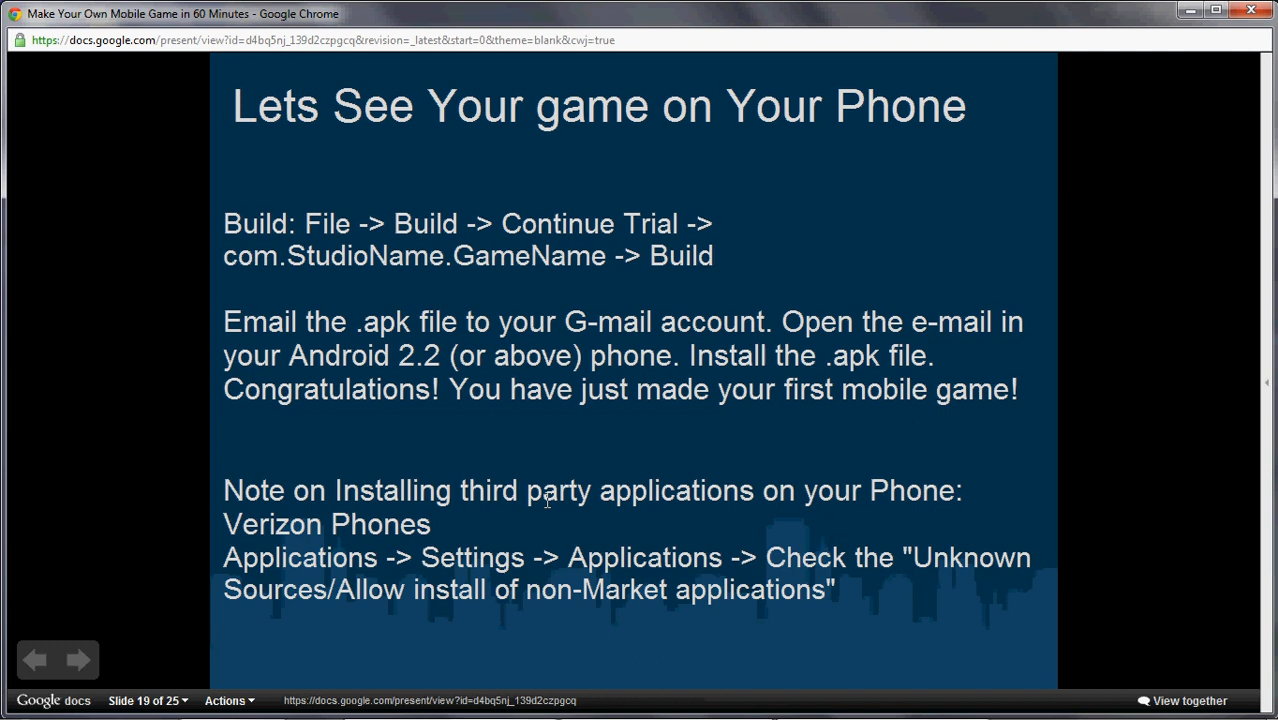 Make Your Own Mobile Game in 60 Minutes - Google Chrome
https://docs.google.com/present/view?id=d4bq5nj_139d2czpgcq&revision=_latest&start=0&theme=blank&cwj=true
Lets See Your game on Your Phone
Build: File -> Build -> Continue Trial ->
com.StudioName.GameName -> Build
Email the .apk file to your G-mail account. Open the e-mail in
your Android 2.2 (or above) phone. Install the .apk file.
Congratulations! You have just made your first mobile game!
Note on Installing third party applications on your Phone:
Verizon Phones
Applications -> Settings -> Applications -> Check the "Unknown
Sources/Allow install of non-Market applications"
Google docs Slide 19 of 25 Actions https://docs.google.com/present/view?id=d4bq5nj_139d2czpgcq View together